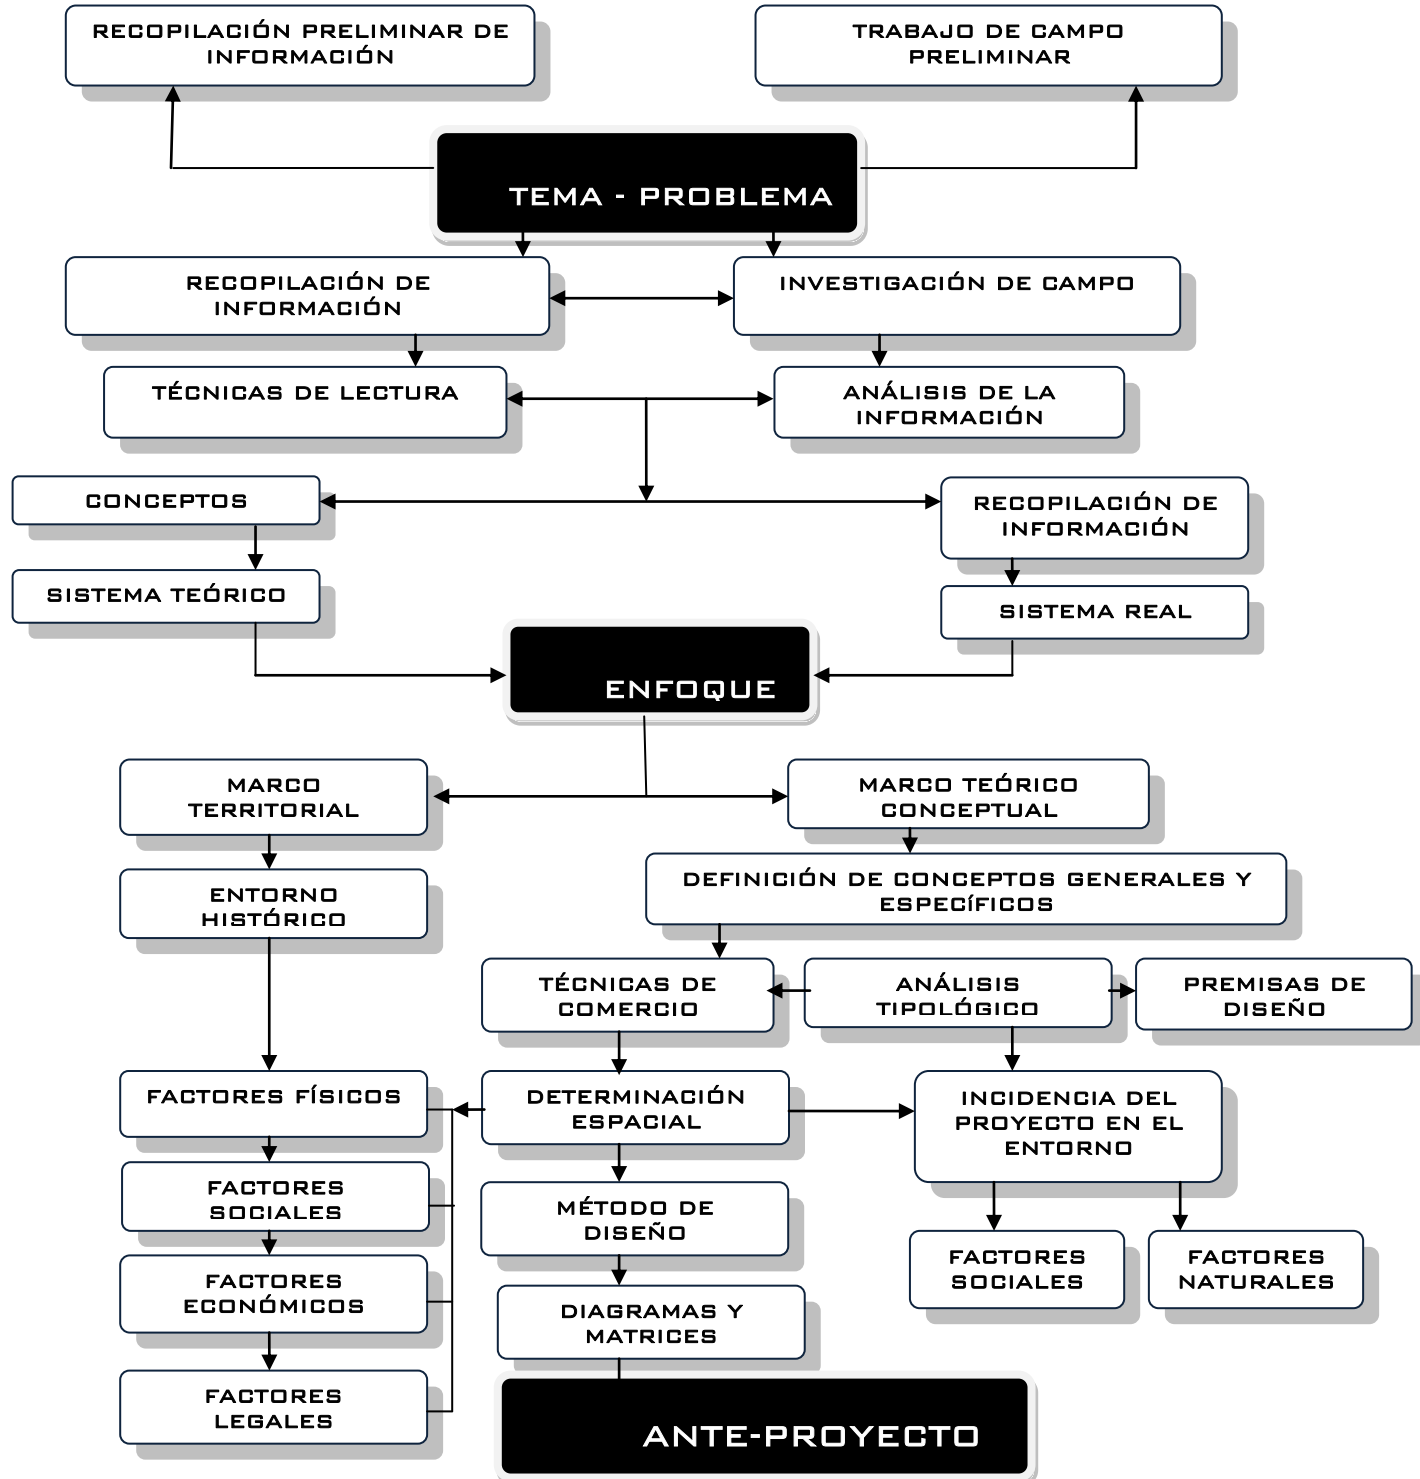 RECOPILACIÓN PRELIMINAR DE
INFORMACIÓN
TRABAJO DE CAMPO
PRELIMINAR
TEMA - PROBLEMA
RECOPILACIÓN DE
INFORMACIÓN
INVESTIGACIÓN DE CAMPO
TÉCNICAS DE LECTURA
ANÁLISIS DE LA
INFORMACIÓN
CONCEPTOS
RECOPILACIÓN DE
INFORMACIÓN
SISTEMA TEÓRICO
SISTEMA REAL
ENFOQUE
MARCO
TERRITORIAL
MARCO TEÓRICO
CONCEPTUAL
ENTORNO
HISTÓRICO
DEFINICIÓN DE CONCEPTOS GENERALES Y
ESPECÍFICOS
TÉCNICAS DE
COMERCIO
ANÁLISIS
TIPOLÓGICO
PREMISAS DE
DISEÑO
FACTORES FÍSICOS
DETERMINACIÓN
ESPACIAL
INCIDENCIA DEL
PROYECTO EN EL
ENTORNO
FACTORES
SOCIALES
MÉTODO DE
DISEÑO
FACTORES
SOCIALES
FACTORES
NATURALES
FACTORES
ECONÓMICOS
DIAGRAMAS Y
MATRICES
FACTORES
LEGALES
ANTE-PROYECTO